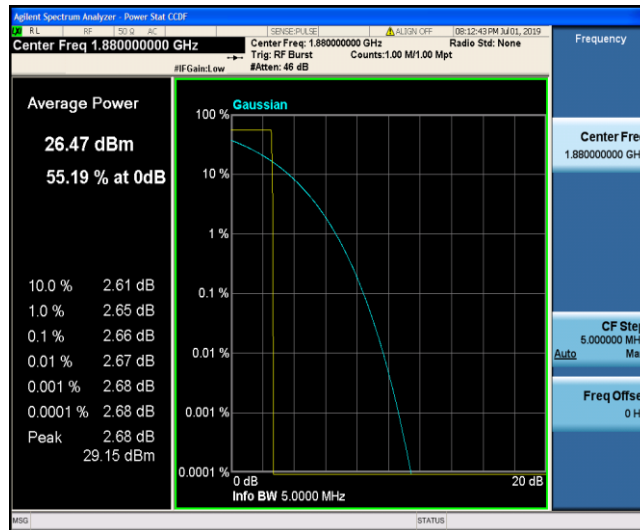 Agilent Spectrum Analyzer - Power Stat CCDF
RL RF 50 Ω AC SENSE:PULSE ALIGN OFF 08:12:43 PM Jul 01, 2019
Center Freq 1.880000000 GHz
Center Freq: 1.880000000 GHz Radio Std: None
Trig: RF Burst Counts:1.00 M/1.00 Mpt
#IFGain:Low #Atten: 46 dB
Frequency
Average Power
26.47 dBm
55.19 % at 0dB
10.0 % 2.61 dB
1.0 % 2.65 dB
0.1 % 2.66 dB
0.01 % 2.67 dB
0.001 % 2.68 dB
0.0001 % 2.68 dB
Peak 2.68 dB
29.15 dBm
Gaussian
100 %
10 %
1 %
0.1 %
0.01 %
0.001 %
0.0001 %
0 dB 20 dB
Info BW 5.0000 MHz
Center Fre
1.880000000 GH
CF Step
5.000000 MH
Auto Ma
Freq Offse
0 H
MSG STATUS